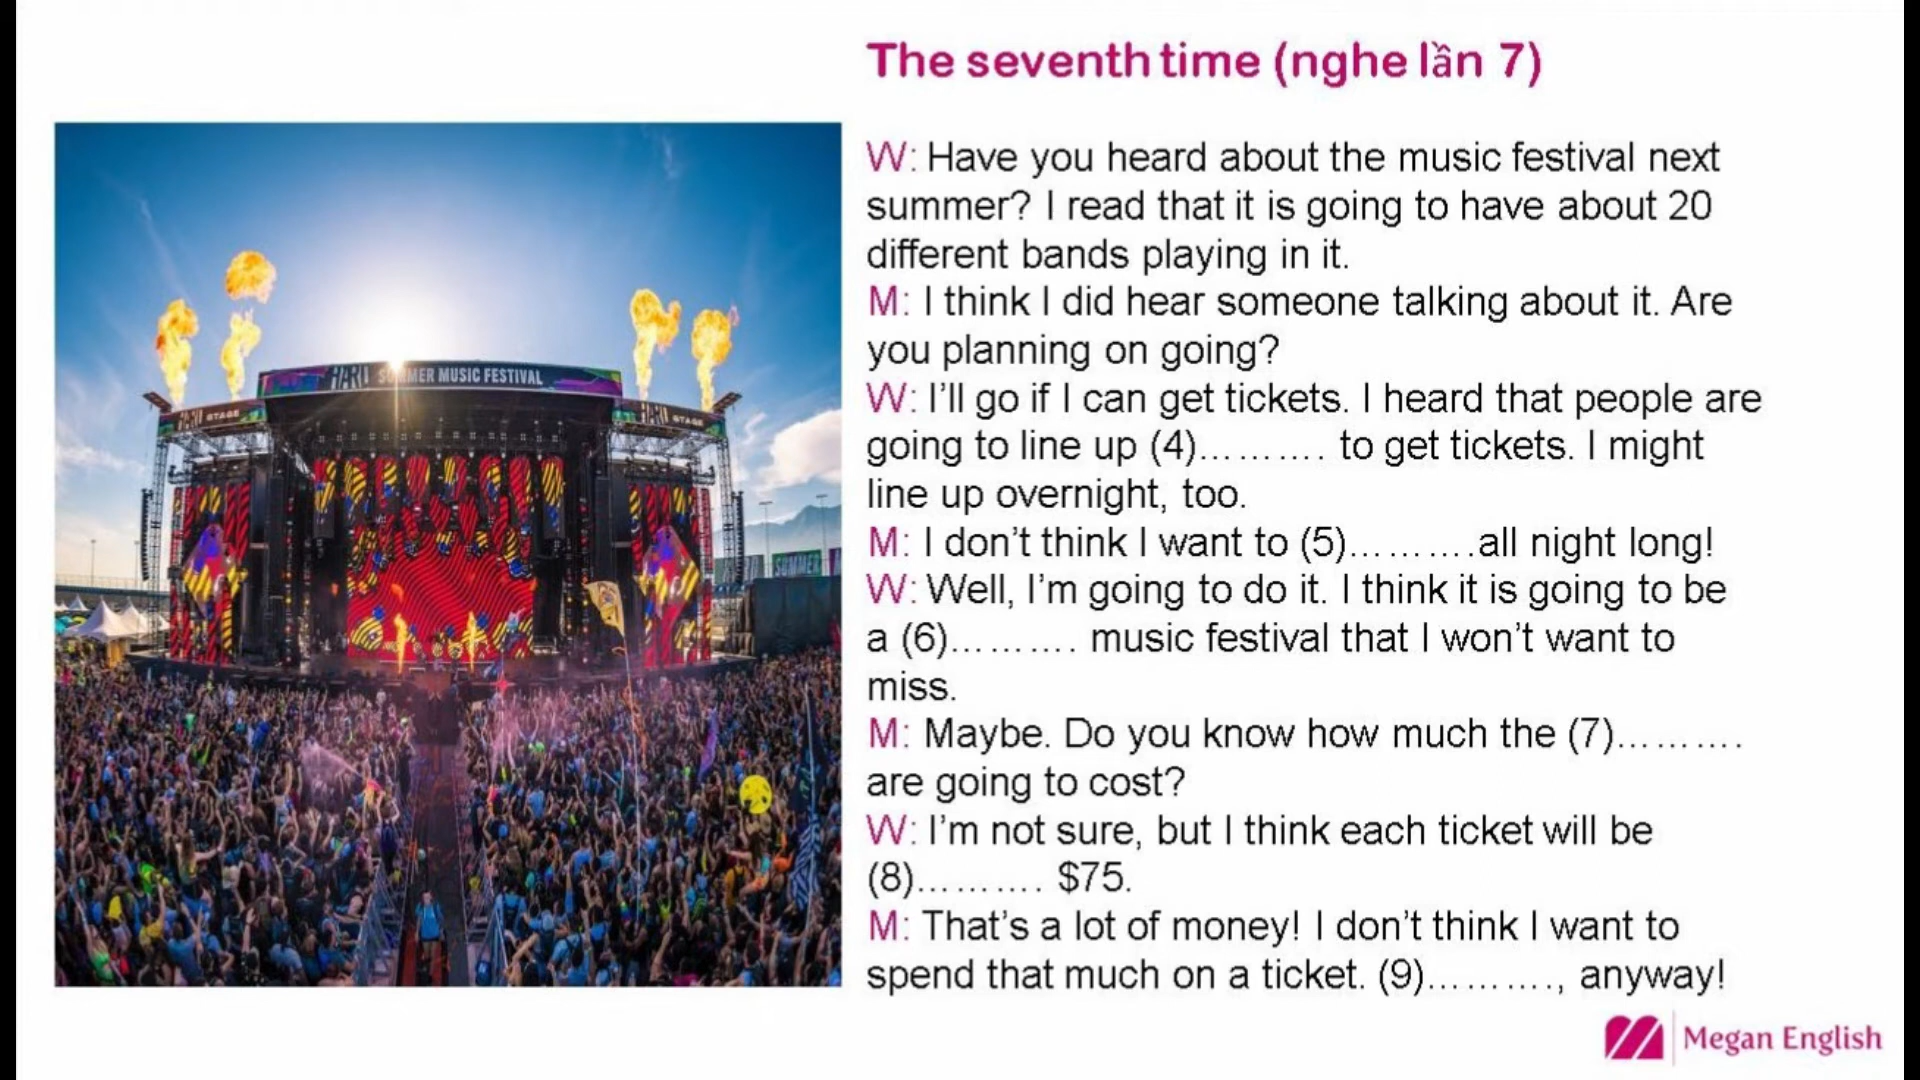 The seventh time (nghe lần 7)
W: Have you heard about the music festival next
summer? I read that it is going to have about 20
different bands playing in it.
M: I think I did hear someone talking about it. Are
you planning on going?
W: I’ll go if I can get tickets. I heard that people are
going to line up (4)………. to get tickets. I might
line up overnight, too.
M: I don’t think I want to (5)……….all night long!
W: Well, I’m going to do it. I think it is going to be
a (6)………. music festival that I won’t want to
miss.
M: Maybe. Do you know how much the (7)……….
are going to cost?
W: I’m not sure, but I think each ticket will be
(8)………. $75.
M: That’s a lot of money! I don’t think I want to
spend that much on a ticket. (9)………., anyway!
HARD SUMMER MUSIC FESTIVAL
HARD STAGE
HARD STAGE
SUMMER
Megan English